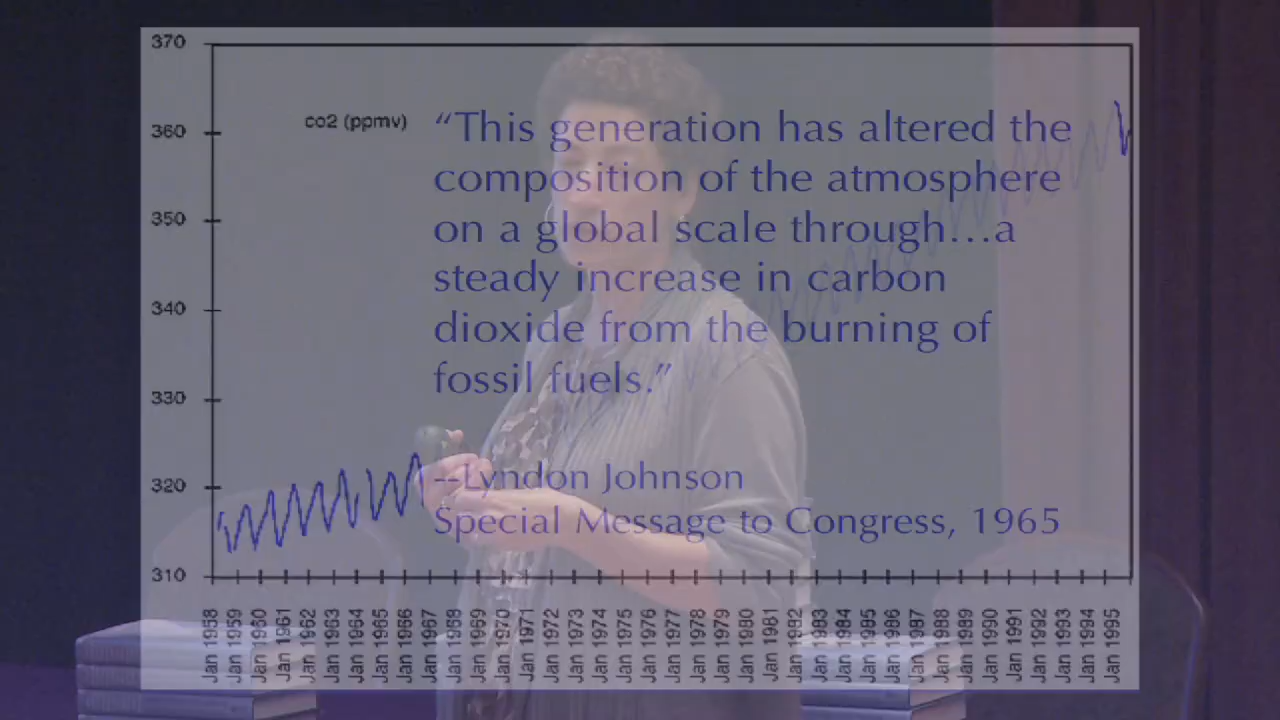 370
360
350
340
330
320
310
co2 (ppmv)
“This generation has altered the
composition of the atmosphere
on a global scale through...a
steady increase in carbon
dioxide from the burning of
fossil fuels.”
--Lyndon Johnson
Special Message to Congress, 1965
Jan 1958
Jan 1959
Jan 1960
Jan 1961
Jan 1962
Jan 1963
Jan 1964
Jan 1965
Jan 1966
Jan 1967
Jan 1968
Jan 1969
Jan 1970
Jan 1971
Jan 1972
Jan 1973
Jan 1974
Jan 1975
Jan 1976
Jan 1977
Jan 1978
Jan 1979
Jan 1980
Jan 1981
Jan 1982
Jan 1983
Jan 1984
Jan 1985
Jan 1986
Jan 1987
Jan 1988
Jan 1989
Jan 1990
Jan 1991
Jan 1992
Jan 1993
Jan 1994
Jan 1995